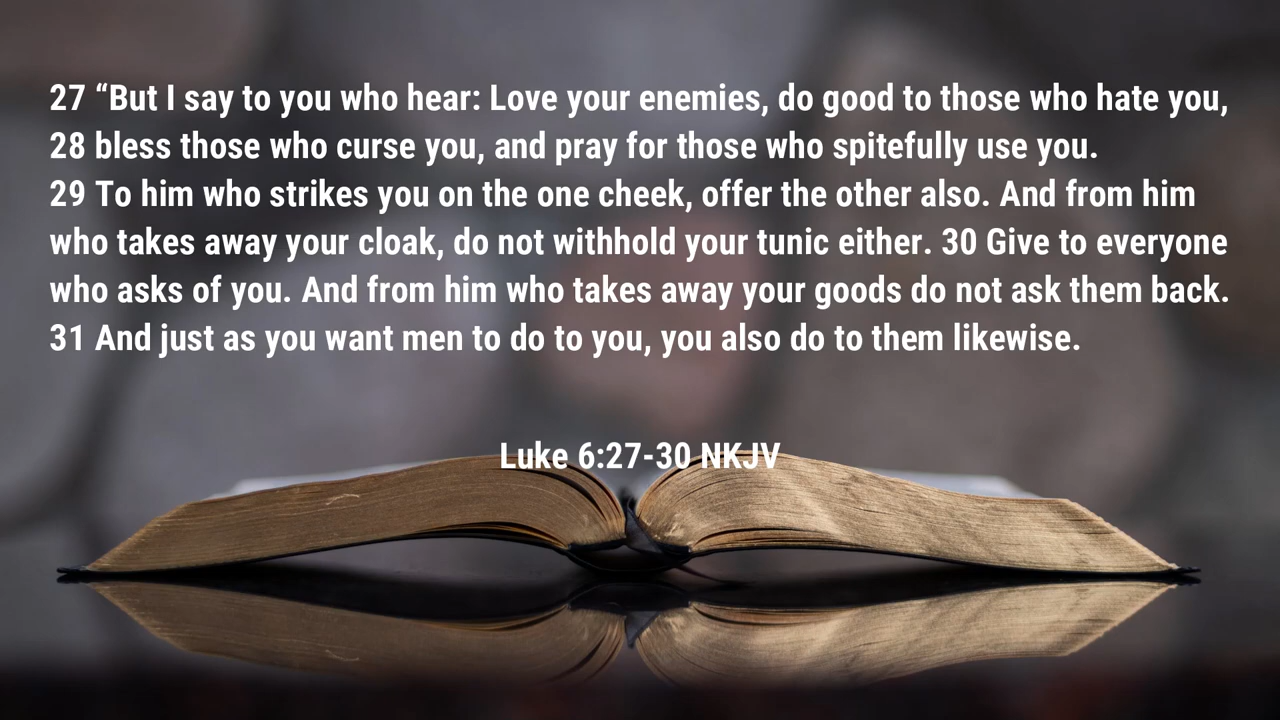 27 “But I say to you who hear: Love your enemies, do good to those who hate you,
28 bless those who curse you, and pray for those who spitefully use you.
29 To him who strikes you on the one cheek, offer the other also. And from him
who takes away your cloak, do not withhold your tunic either. 30 Give to everyone
who asks of you. And from him who takes away your goods do not ask them back.
31 And just as you want men to do to you, you also do to them likewise.
Luke 6:27-30 NKJV